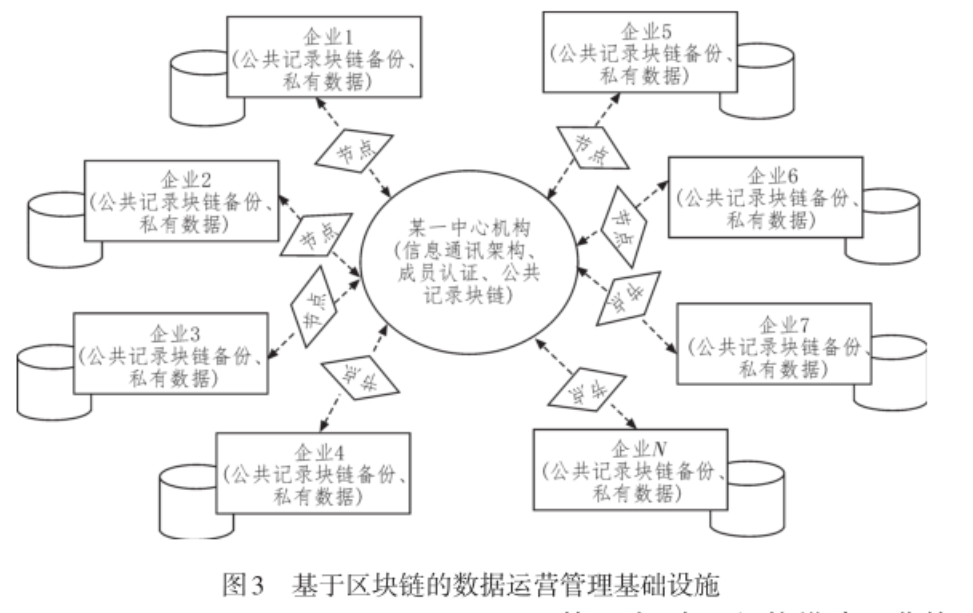 企业1
(公共记录块链备份、
私有数据)
企业5
(公共记录块链备份、
私有数据)
节点
节点
企业2
(公共记录块链备份、
私有数据)
企业6
(公共记录块链备份、
私有数据)
节点
节点
某一中心机构
(信息通讯架构、
成员认证、公共
记录块链)
企业3
(公共记录块链备份、
私有数据)
节点
节点
企业7
(公共记录块链备份、
私有数据)
节点
节点
企业4
(公共记录块链备份、
私有数据)
企业N
(公共记录块链备份、
私有数据)
图3 基于区块链的数据运营管理基础设施